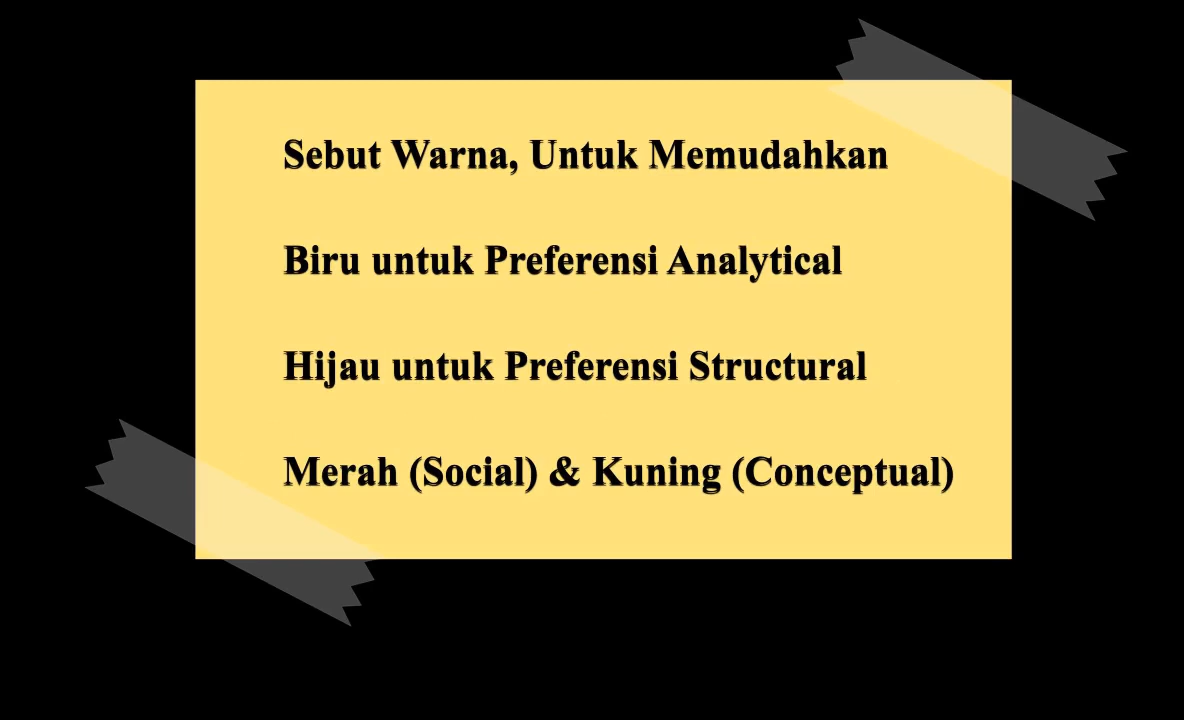 Sebut Warna, Untuk Memudahkan
Biru untuk Preferensi Analytical
Hijau untuk Preferensi Structural
Merah (Social) & Kuning (Conceptual)